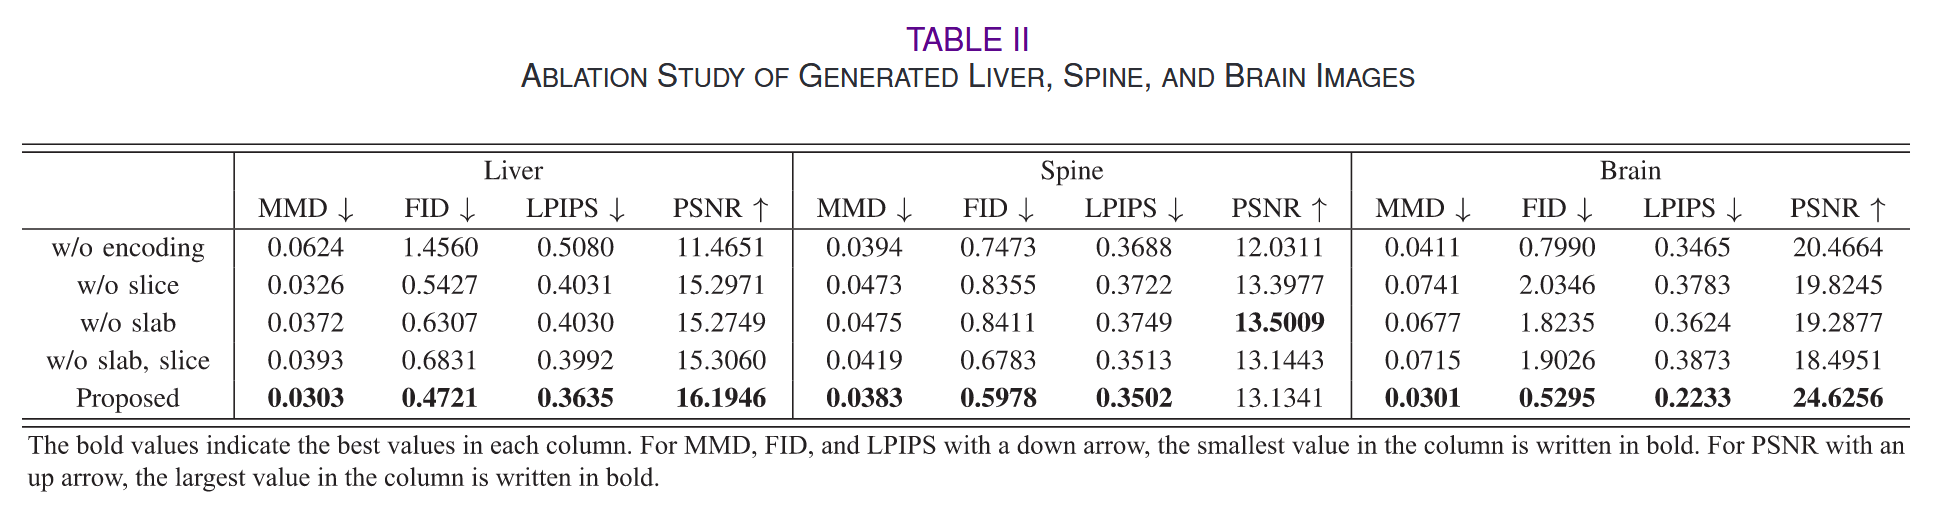 TABLE II
ABLATION STUDY OF GENERATED LIVER, SPINE, AND BRAIN IMAGES
Liver Spine Brain
MMD ↓ FID ↓ LPIPS ↓ PSNR ↑ MMD ↓ FID ↓ LPIPS ↓ PSNR ↑ MMD ↓ FID ↓ LPIPS ↓ PSNR ↑
w/o encoding 0.0624 1.4560 0.5080 11.4651 0.0394 0.7473 0.3688 12.0311 0.0411 0.7990 0.3465 20.4664
w/o slice 0.0326 0.5427 0.4031 15.2971 0.0473 0.8355 0.3722 13.3977 0.0741 2.0346 0.3783 19.8245
w/o slab 0.0372 0.6307 0.4030 15.2749 0.0475 0.8411 0.3749 13.5009 0.0677 1.8235 0.3624 19.2877
w/o slab, slice 0.0393 0.6831 0.3992 15.3060 0.0419 0.6783 0.3513 13.1443 0.0715 1.9026 0.3873 18.4951
Proposed 0.0303 0.4721 0.3635 16.1946 0.0383 0.5978 0.3502 13.1341 0.0301 0.5295 0.2233 24.6256
The bold values indicate the best values in each column. For MMD, FID, and LPIPS with a down arrow, the smallest value in the column is written in bold. For PSNR with an
up arrow, the largest value in the column is written in bold.